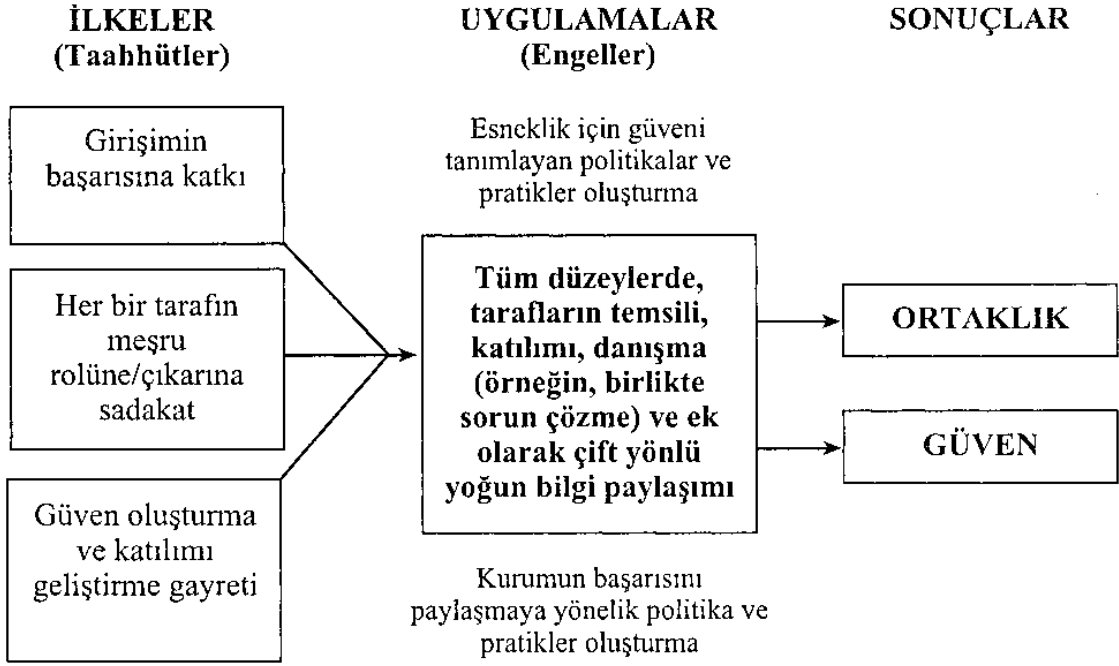 İLKELER
(Taahhütler)
UYGULAMALAR
(Engeller)
SONUÇLAR
Girişimin
başarısına katkı
Her bir tarafın
meşru
rolüne/çıkarına
sadakat
Güven oluşturma
ve katılımı
geliştirme gayreti
Esneklik için güveni
tanımlayan politikalar ve
pratikler oluşturma
Tüm düzeylerde,
tarafların temsili,
katılımı, danışma
(örneğin, birlikte
sorun çözme) ve ek
olarak çift yönlü
yoğun bilgi paylaşımı
Kurumun başarısını
paylaşmaya yönelik politika ve
pratikler oluşturma
ORTAKLIK
GÜVEN